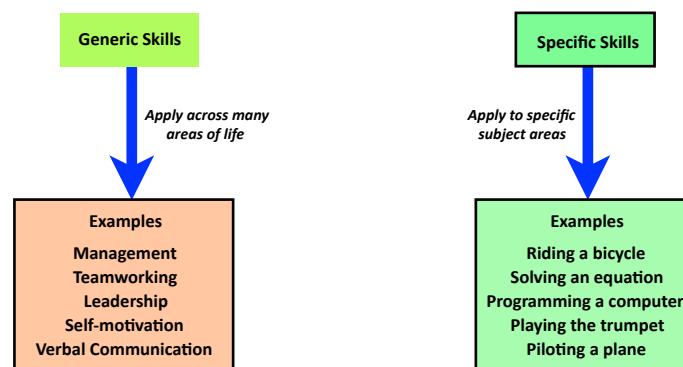 Generic Skills
Apply across many
areas of life
Examples
Management
Teamworking
Leadership
Self-motivation
Verbal Communication
Specific Skills
Apply to specific
subject areas
Examples
Riding a bicycle
Solving an equation
Programming a computer
Playing the trumpet
Piloting a plane